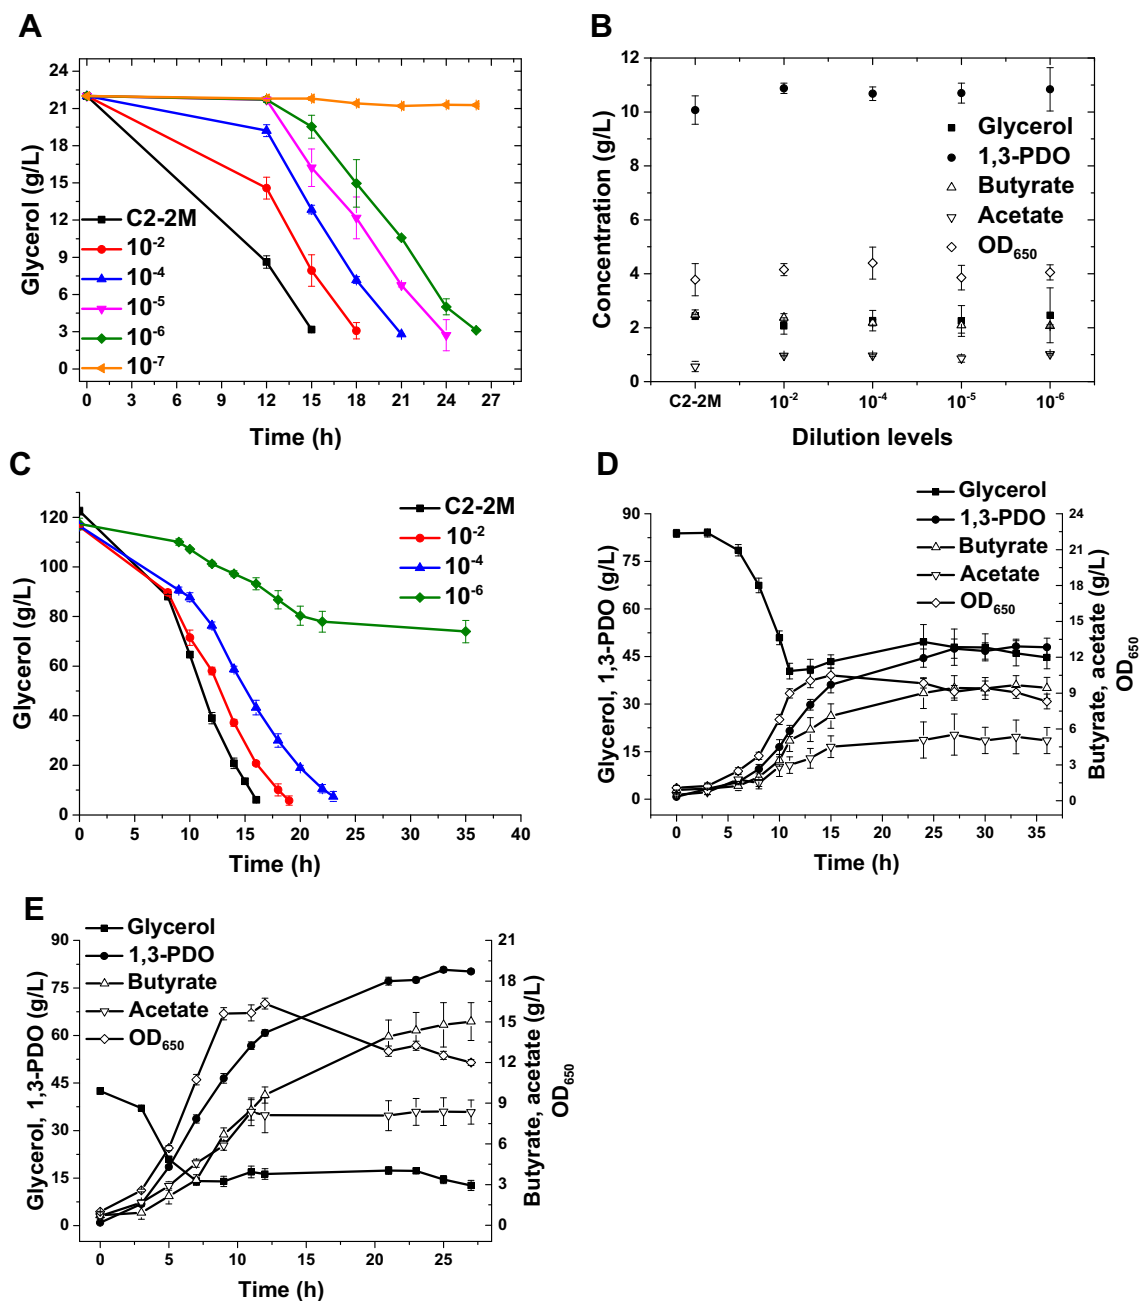 A
24
21
18
15
12
9
6
3
0
Glycerol (g/L)
C2-2M
10⁻²
10⁻⁴
10⁻⁵
10⁻⁶
10⁻⁷
0 3 6 9 12 15 18 21 24 27
Time (h)
B
12
10
8
6
4
2
0
Concentration (g/L)
Glycerol
1,3-PDO
Butyrate
Acetate
OD₆₅₀
C2-2M 10⁻² 10⁻⁴ 10⁻⁵ 10⁻⁶
Dilution levels
C
120
100
80
60
40
20
0
Glycerol (g/L)
C2-2M
10⁻²
10⁻⁴
10⁻⁶
0 5 10 15 20 25 30 35 40
Time (h)
D
Glycerol
1,3-PDO
Butyrate
Acetate
OD₆₅₀
90
75
60
45
30
15
0
Glycerol, 1,3-PDO (g/L)
24
21
18
15
12
9
6
3
0
Butyrate, acetate (g/L)
OD₆₅₀
0 5 10 15 20 25 30 35
Time (h)
E
Glycerol
1,3-PDO
Butyrate
Acetate
OD₆₅₀
90
75
60
45
30
15
0
Glycerol, 1,3-PDO (g/L)
21
18
15
12
9
6
3
0
Butyrate, acetate (g/L)
OD₆₅₀
0 5 10 15 20 25
Time (h)